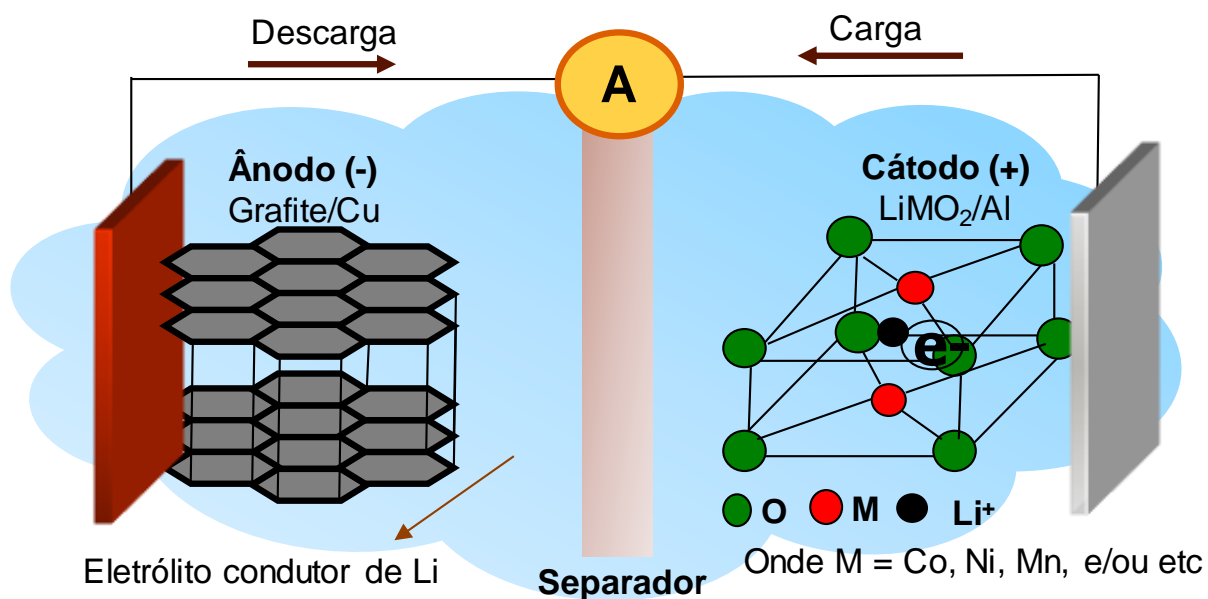 Descarga
Carga
A
Ânodo (-)
Grafite/Cu
Cátodo (+)
LiMO₂/Al
e-
O
M
Li⁺
Eletrólito condutor de Li
Separador
Onde M = Co, Ni, Mn, e/ou etc